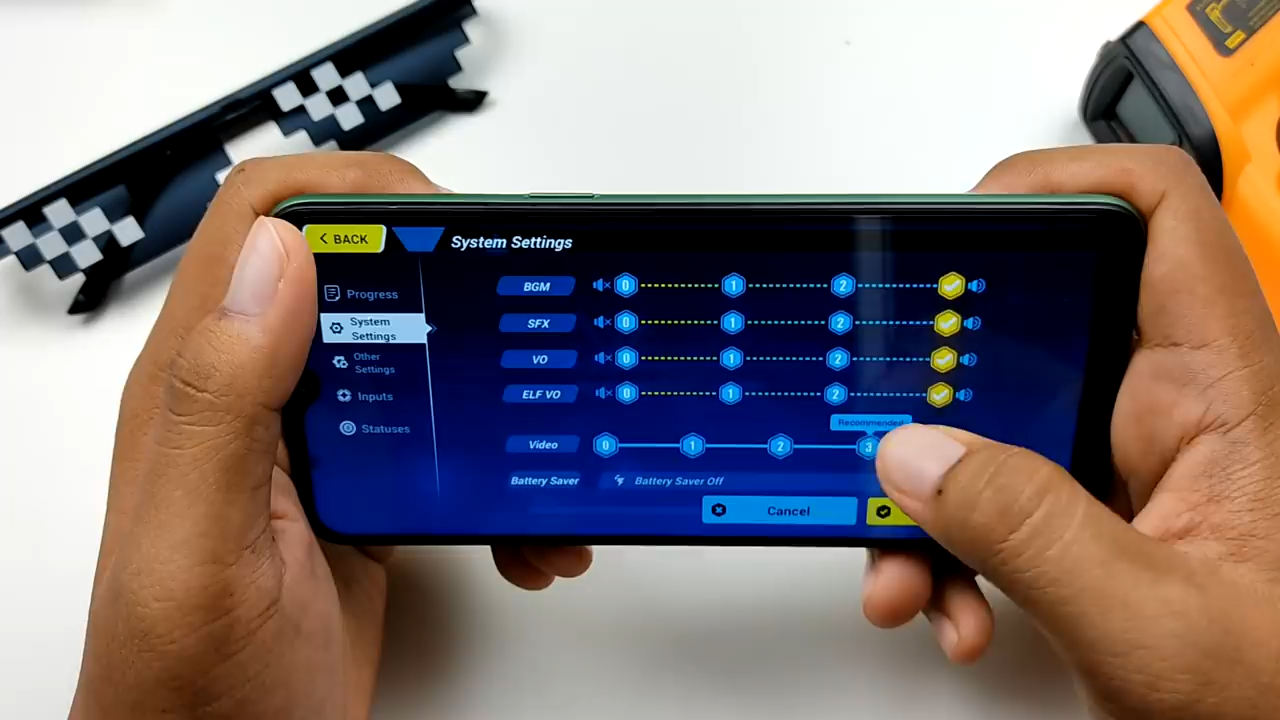 BACK
System Settings
Progress
System
Settings
Other
Settings
Inputs
Statuses
BGM
0
1
2
SFX
0
1
2
VO
0
1
2
ELF VO
0
1
2
Recommended
Video
0
1
2
3
Battery Saver
Battery Saver Off
Cancel